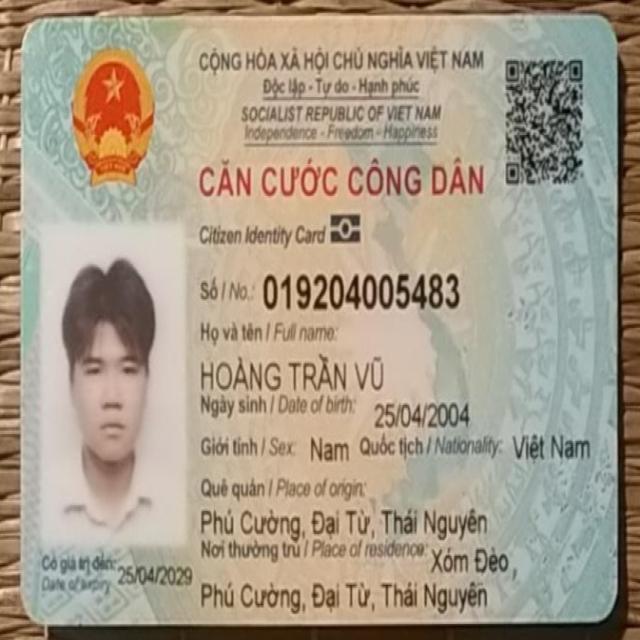 CỘNG HÒA XÃ HỘI CHỦ NGHĨA VIỆT NAM
Độc lập - Tự do - Hạnh phúc
SOCIALIST REPUBLIC OF VIET NAM
Independence - Freedom - Happiness
CĂN CƯỚC CÔNG DÂN
Citizen Identity Card
Số / No.: 019204005483
Họ và tên / Full name:
HOÀNG TRẦN VŨ
Ngày sinh / Date of birth: 25/04/2004
Giới tính / Sex: Nam Quốc tịch / Nationality: Việt Nam
Quê quán / Place of origin:
Phú Cường, Đại Từ, Thái Nguyên
Nơi thường trú / Place of residence: Xóm Đèo,
Phú Cường, Đại Từ, Thái Nguyên
Có giá trị đến: 25/04/2029
Date of expiry